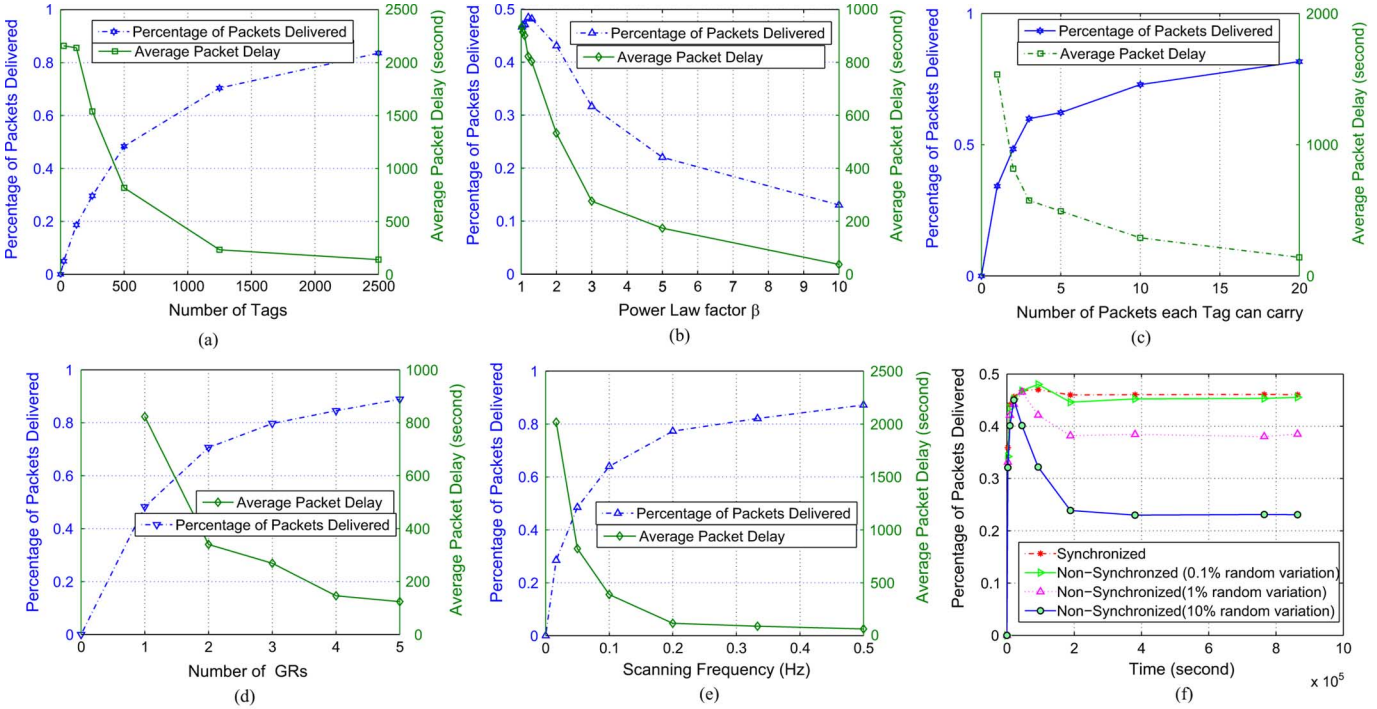 Percentage of Packets Delivered
1
0.8
0.6
0.4
0.2
0
Percentage of Packets Delivered
Average Packet Delay
2500
2000
1500
1000
500
0
Average Packet Delay (second)
0 500 1000 1500 2000 2500
Number of Tags
(a)
Percentage of Packets Delivered
0.5
0.4
0.3
0.2
0.1
0
Percentage of Packets Delivered
Average Packet Delay
1000
800
600
400
200
0
Average Packet Delay (second)
1 2 3 4 5 6 7 8 9 10
Power Law factor β
(b)
Percentage of Packets Delivered
1
0.5
0
Percentage of Packets Delivered
Average Packet Delay
2000
1000
0
Average Packet Delay (second)
0 5 10 15 20
Number of Packets each Tag can carry
(c)
Percentage of Packets Delivered
1
0.8
0.6
0.4
0.2
0
Average Packet Delay
Percentage of Packets Delivered
1000
800
600
400
200
0
Average Packet Delay (second)
0 1 2 3 4 5
Number of GRs
(d)
Percentage of Packets Delivered
1
0.8
0.6
0.4
0.2
0
Percentage of Packets Delivered
Average Packet Delay
2500
2000
1500
1000
500
0
Average Packet Delay (second)
0 0.1 0.2 0.3 0.4 0.5
Scanning Frequency (Hz)
(e)
Percentage of Packets Delivered
0.5
0.4
0.3
0.2
0.1
0
Synchronized
Non-Synchronzed (0.1% random variation)
Non-Synchronized(1% random variation)
Non-Synchronized(10% random variation)
0 2 4 6 8 10
Time (second)
x 10⁵
(f)